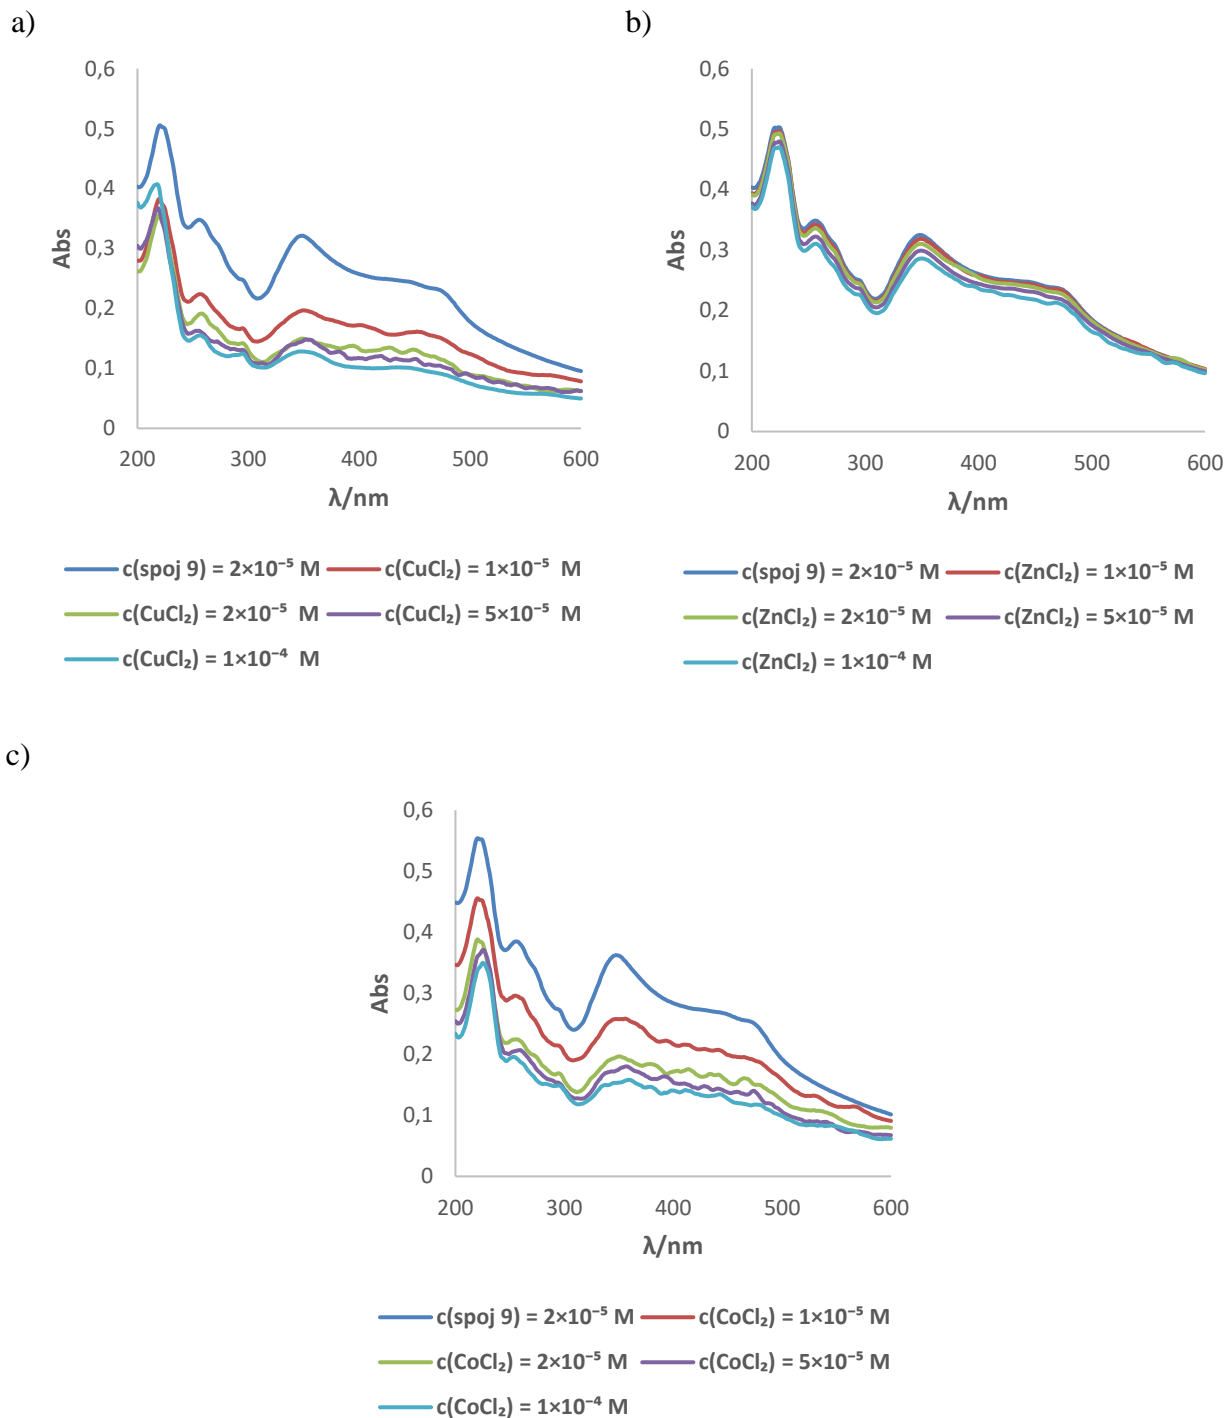 a)
0,6
0,5
0,4
0,3
0,2
0,1
0
Abs
200 300 400 500 600
λ/nm
c(spoj 9) = 2×10⁻⁵ M c(CuCl₂) = 1×10⁻⁵ M
c(CuCl₂) = 2×10⁻⁵ M c(CuCl₂) = 5×10⁻⁵ M
c(CuCl₂) = 1×10⁻⁴ M
b)
0,6
0,5
0,4
0,3
0,2
0,1
0
Abs
200 300 400 500 600
λ/nm
c(spoj 9) = 2×10⁻⁵ M c(ZnCl₂) = 1×10⁻⁵ M
c(ZnCl₂) = 2×10⁻⁵ M c(ZnCl₂) = 5×10⁻⁵ M
c(ZnCl₂) = 1×10⁻⁴ M
c)
0,6
0,5
0,4
0,3
0,2
0,1
0
Abs
200 300 400 500 600
λ/nm
c(spoj 9) = 2×10⁻⁵ M c(CoCl₂) = 1×10⁻⁵ M
c(CoCl₂) = 2×10⁻⁵ M c(CoCl₂) = 5×10⁻⁵ M
c(CoCl₂) = 1×10⁻⁴ M